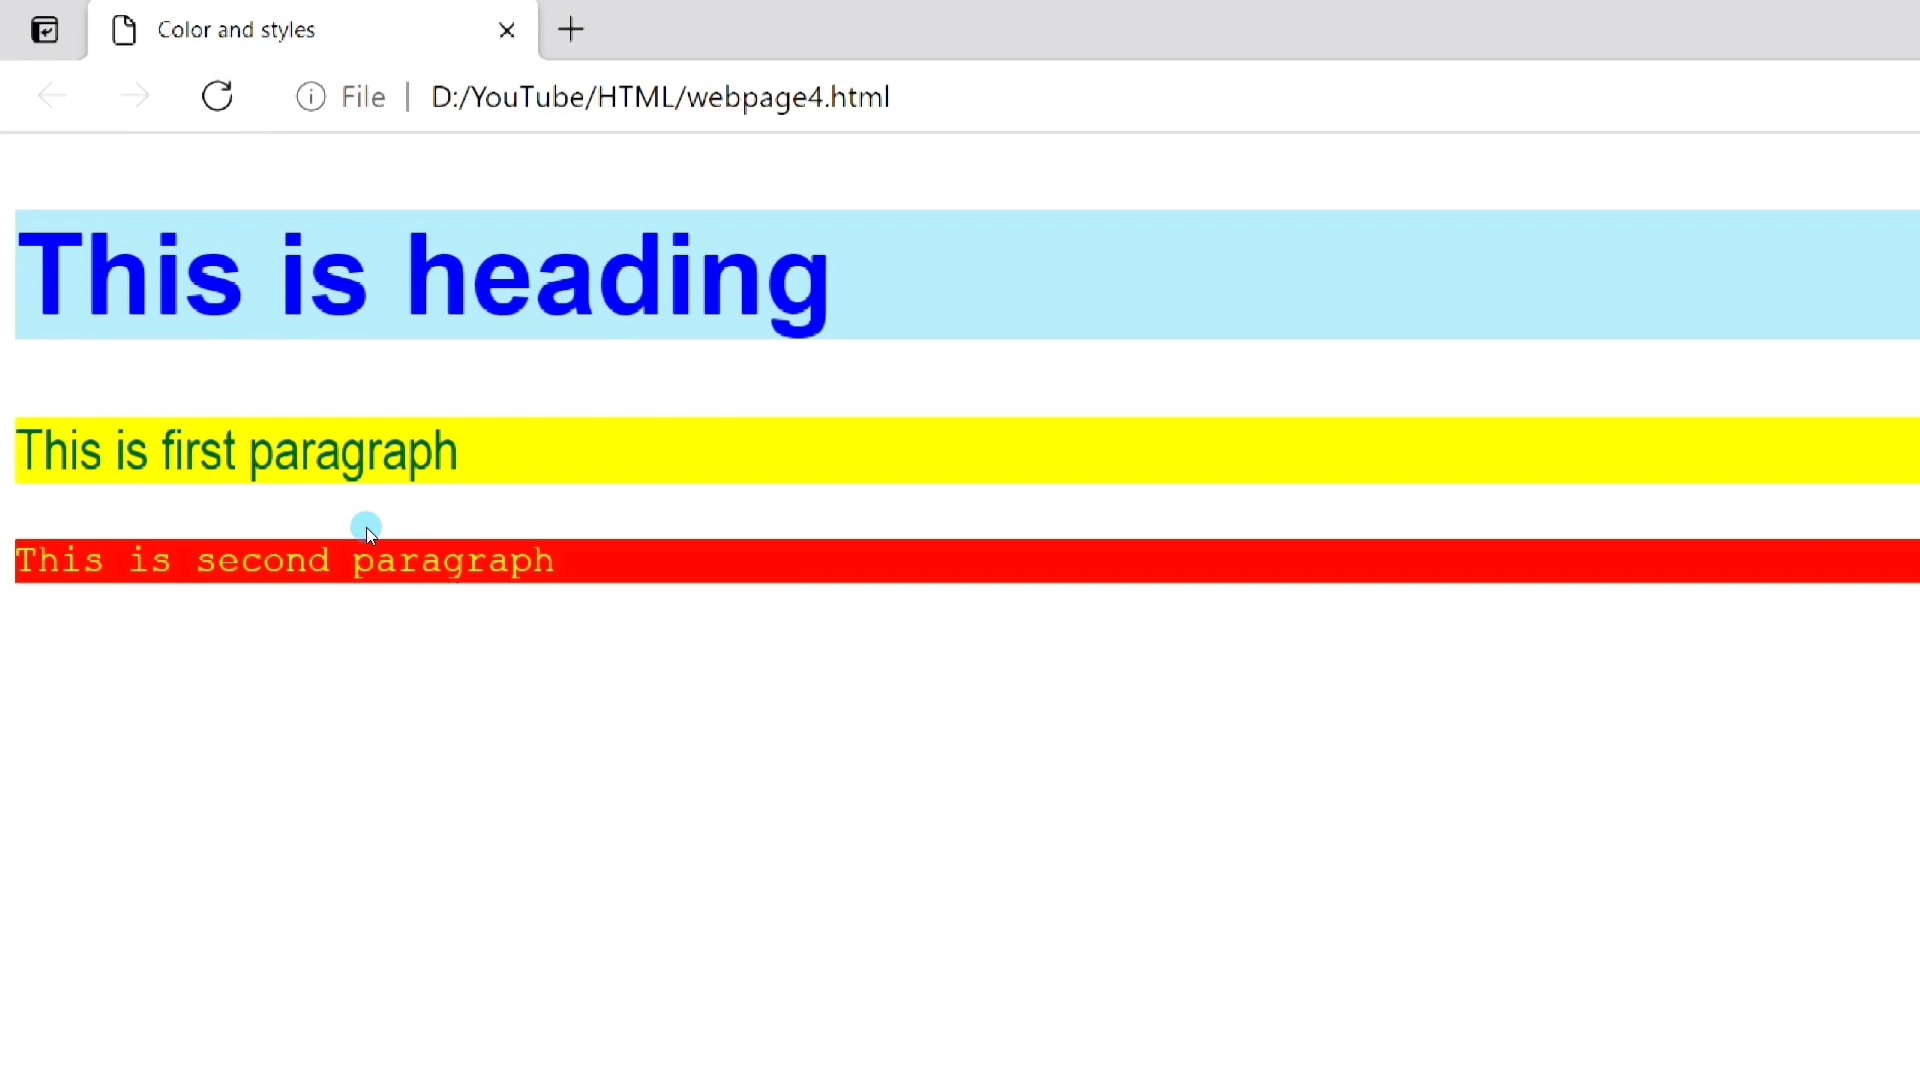 Color and styles
File | D:/YouTube/HTML/webpage4.html
This is heading
This is first paragraph
This is second paragraph